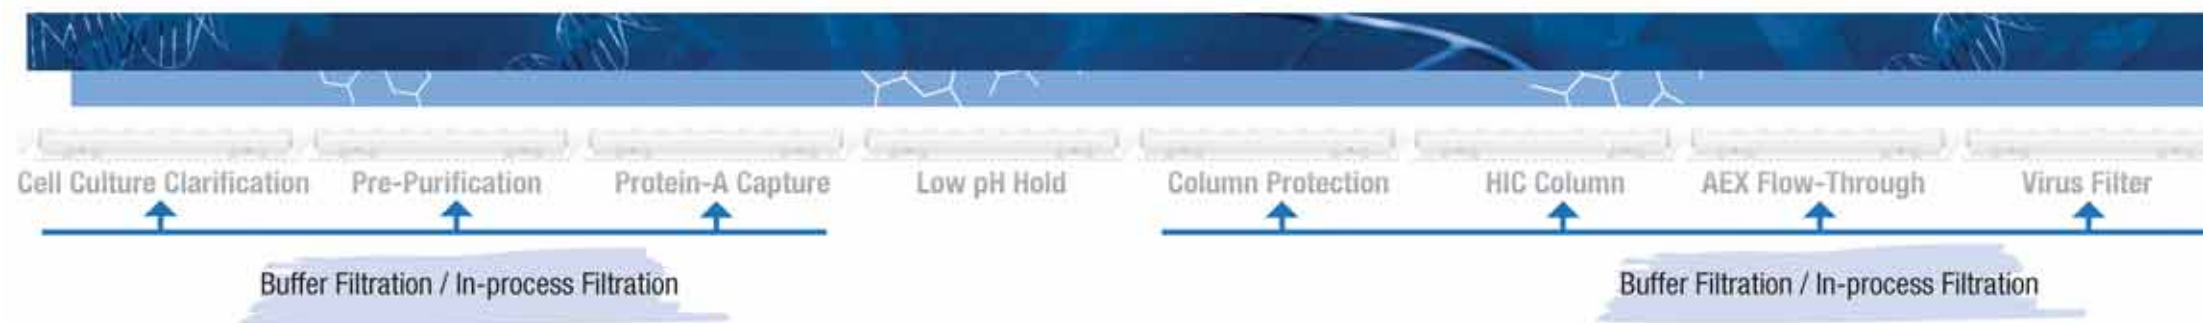 Cell Culture Clarification Pre-Purification Protein-A Capture Low pH Hold Column Protection HIC Column AEX Flow-Through Virus Filter
Buffer Filtration / In-process Filtration Buffer Filtration / In-process Filtration